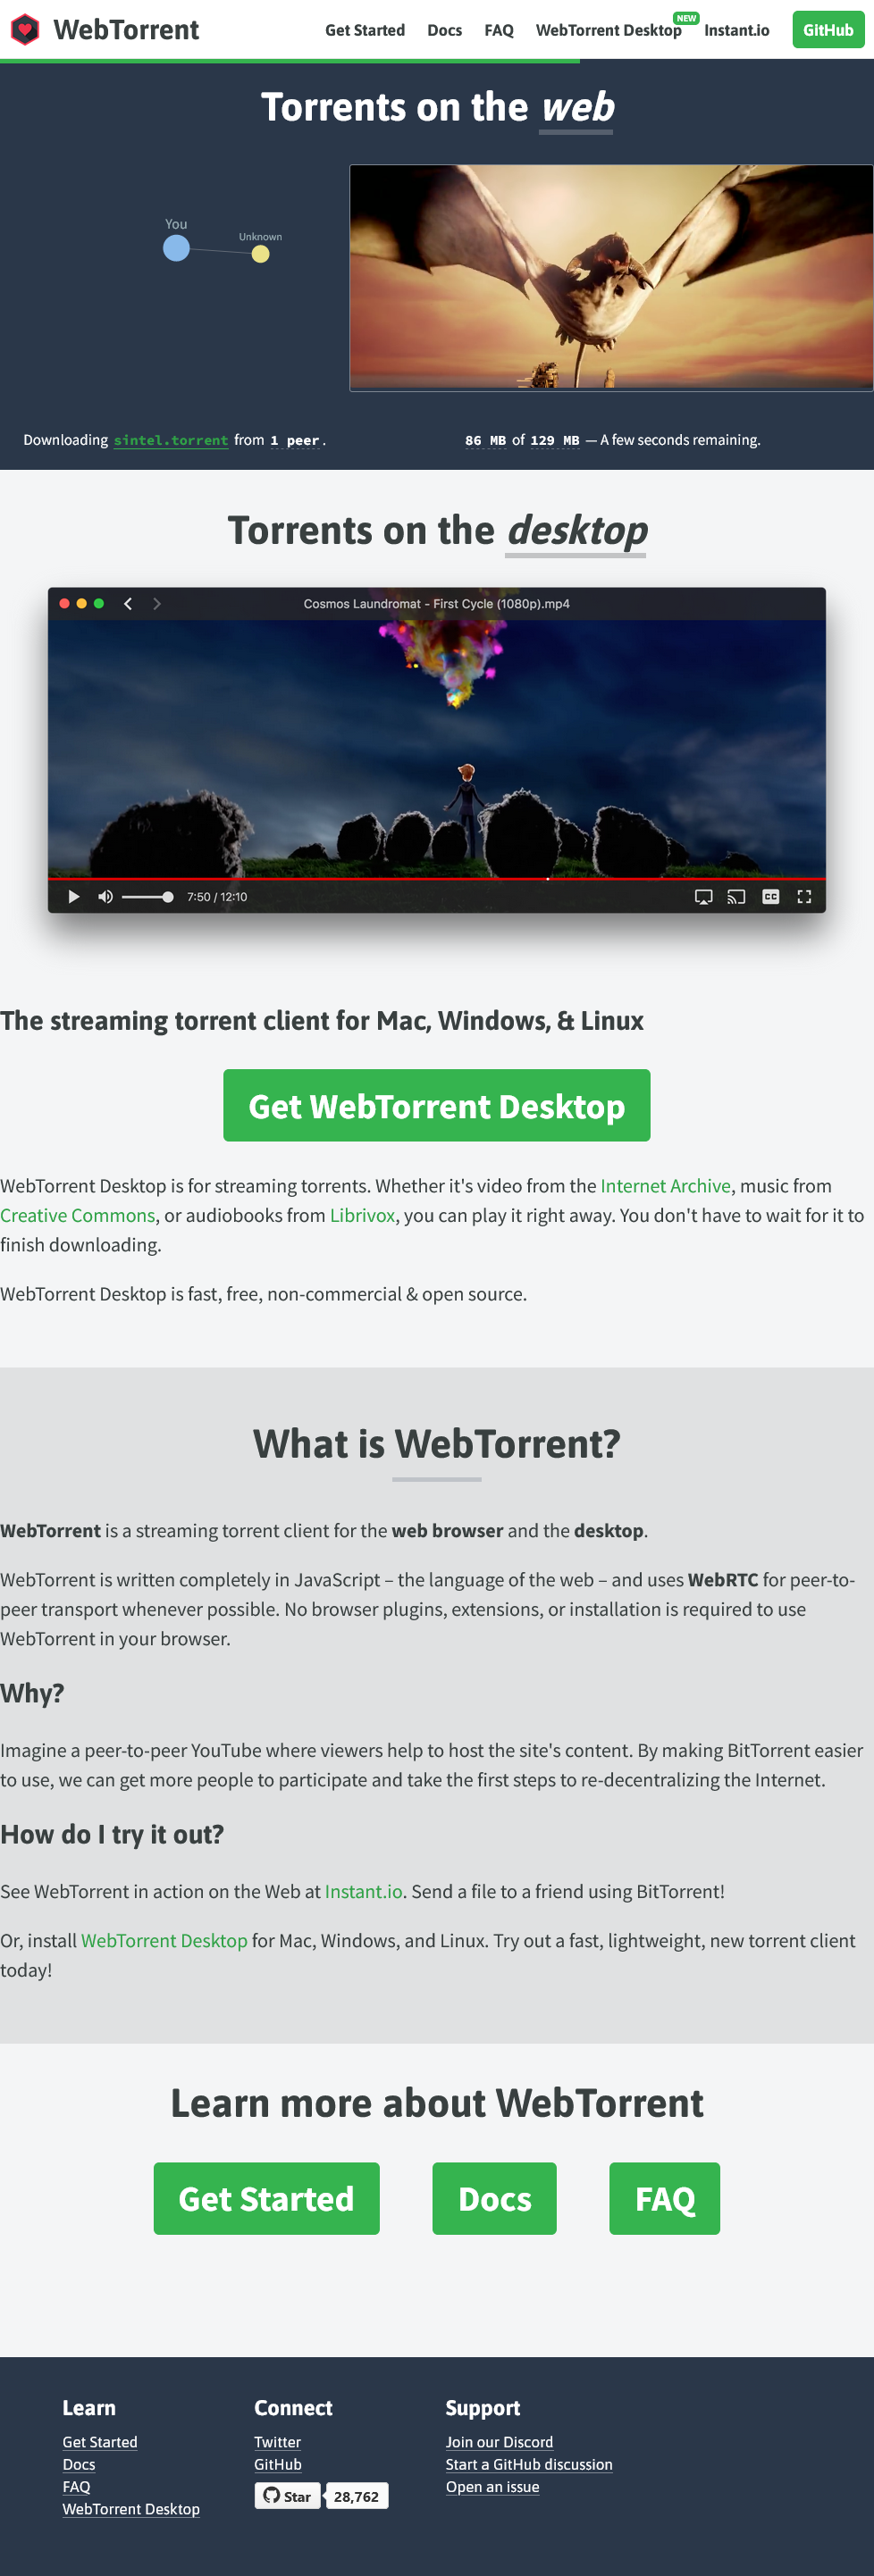 WebTorrent
Get Started
Docs
FAQ
WebTorrent Desktop
NEW
Instant.io
GitHub
Torrents on the web
You
Unknown
Downloading sintel.torrent from 1 peer.
86 MB of 129 MB — A few seconds remaining.
Torrents on the desktop
Cosmos Laundromat - First Cycle (1080p).mp4
7:50 / 12:10
CC
The streaming torrent client for Mac, Windows, & Linux
Get WebTorrent Desktop
WebTorrent Desktop is for streaming torrents. Whether it's video from the Internet Archive, music from
Creative Commons, or audiobooks from Librivox, you can play it right away. You don't have to wait for it to
finish downloading.
WebTorrent Desktop is fast, free, non-commercial & open source.
What is WebTorrent?
WebTorrent is a streaming torrent client for the web browser and the desktop.
WebTorrent is written completely in JavaScript – the language of the web – and uses WebRTC for peer-to-
peer transport whenever possible. No browser plugins, extensions, or installation is required to use
WebTorrent in your browser.
Why?
Imagine a peer-to-peer YouTube where viewers help to host the site's content. By making BitTorrent easier
to use, we can get more people to participate and take the first steps to re-decentralizing the Internet.
How do I try it out?
See WebTorrent in action on the Web at Instant.io. Send a file to a friend using BitTorrent!
Or, install WebTorrent Desktop for Mac, Windows, and Linux. Try out a fast, lightweight, new torrent client
today!
Learn more about WebTorrent
Get Started
Docs
FAQ
Learn
Get Started
Docs
FAQ
WebTorrent Desktop
Connect
Twitter
GitHub
Star 28,762
Support
Join our Discord
Start a GitHub discussion
Open an issue